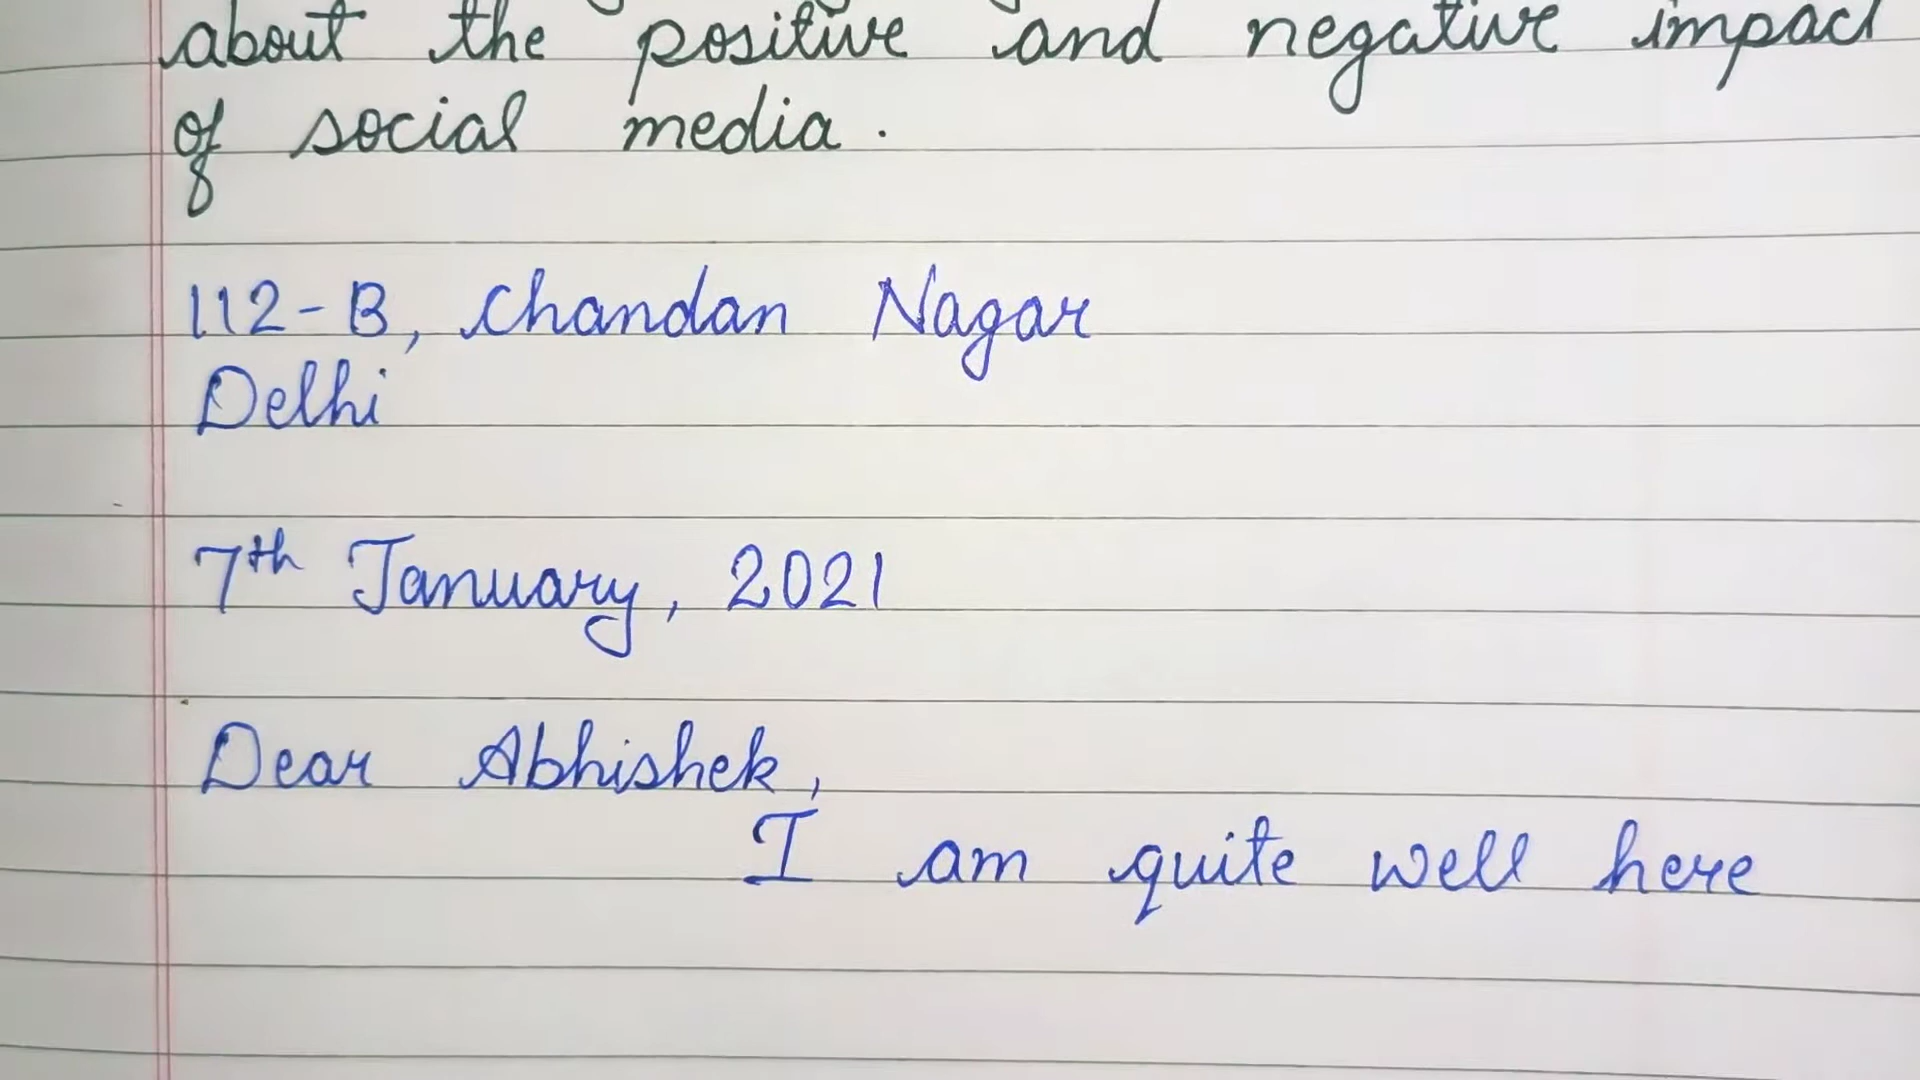 about the positive and negative impact
of social media.
112-B, Chandan Nagar
Delhi
7th January, 2021
Dear Abhishek,
I am quite well here